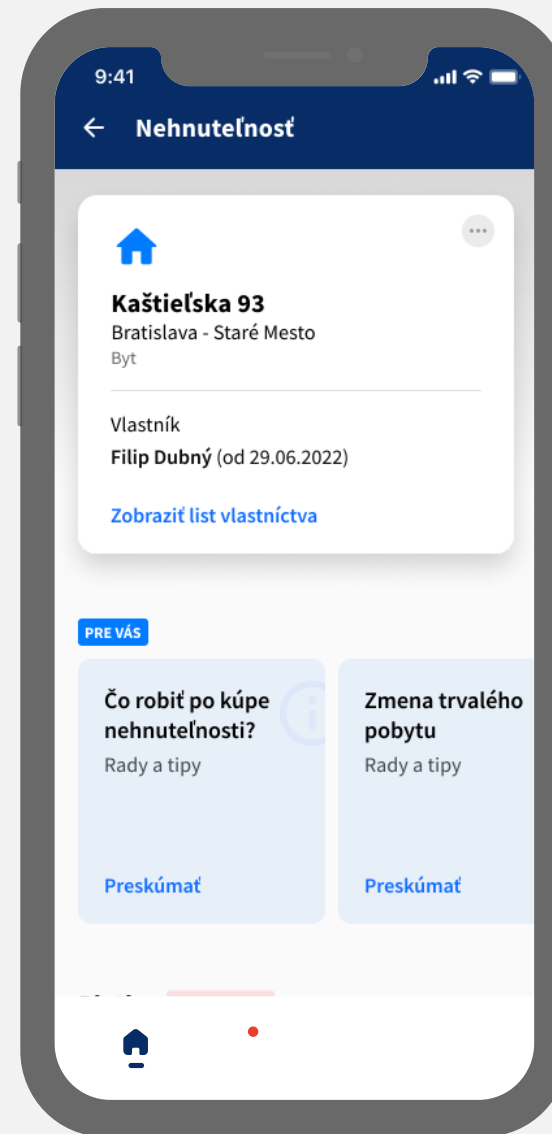 9:41
Nehnuteľnosť
Kaštieľska 93
Bratislava - Staré Mesto
Byt
Vlastník
Filip Dubný (od 29.06.2022)
Zobraziť list vlastníctva
PRE VÁS
Čo robiť po kúpe
nehnuteľnosti?
Rady a tipy
Preskúmať
Zmena trvalého
pobytu
Rady a tipy
Preskúmať